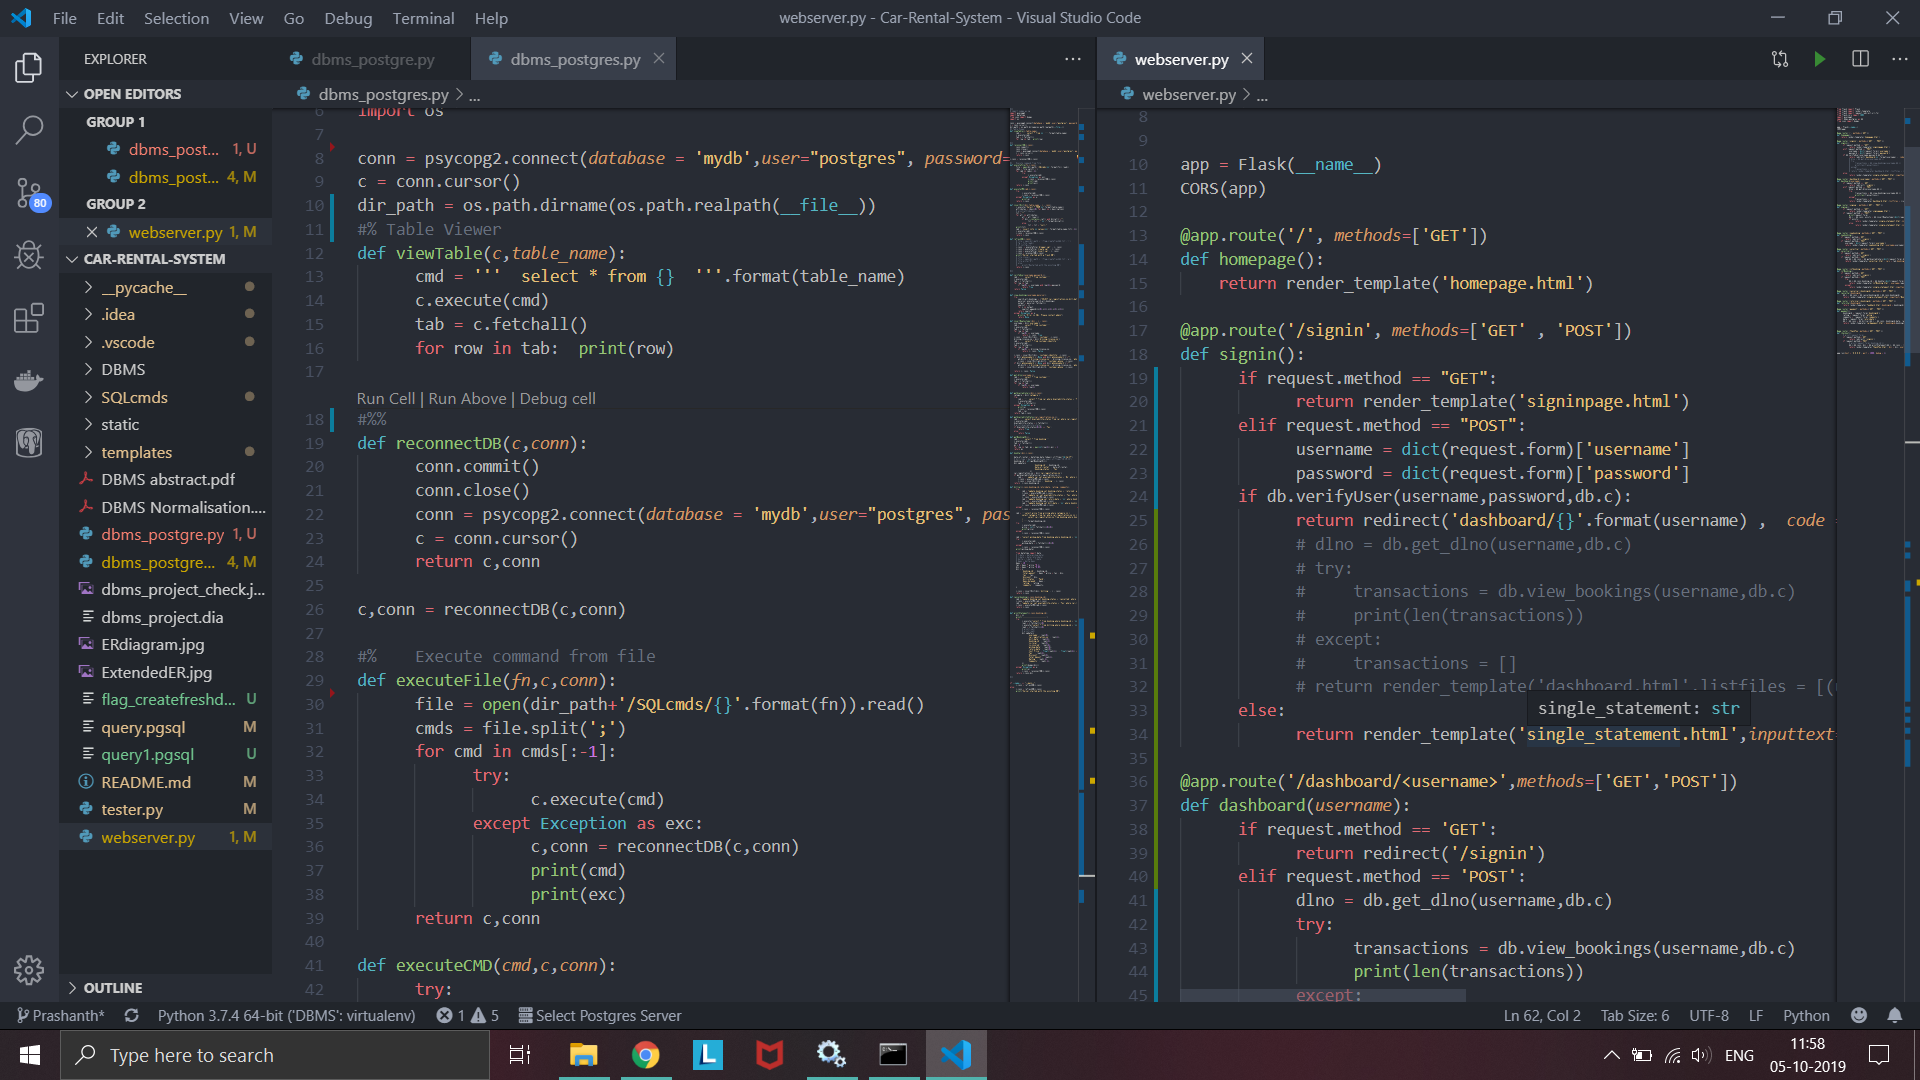 File Edit Selection View Go Debug Terminal Help
webserver.py - Car-Rental-System - Visual Studio Code
EXPLORER
OPEN EDITORS
GROUP 1
dbms_post... 1, U
dbms_post... 4, M
GROUP 2
webserver.py 1, M
CAR-RENTAL-SYSTEM
__pycache__
.idea
.vscode
DBMS
SQLcmds
static
templates
DBMS abstract.pdf
DBMS Normalisation....
dbms_postgre.py 1, U
dbms_postgre... 4, M
dbms_project_check.j...
dbms_project.dia
ERdiagram.jpg
ExtendedER.jpg
flag_createfreshd... U
query.pgsql M
query1.pgsql U
README.md M
tester.py M
webserver.py 1, M
OUTLINE
80
dbms_postgre.py
dbms_postgres.py
dbms_postgres.py > ...
6 import os
7
8 conn = psycopg2.connect(database = 'mydb',user="postgres", password=
9 c = conn.cursor()
10 dir_path = os.path.dirname(os.path.realpath(__file__))
11 #% Table Viewer
12 def viewTable(c,table_name):
13 cmd = ''' select * from {} '''.format(table_name)
14 c.execute(cmd)
15 tab = c.fetchall()
16 for row in tab: print(row)
17
Run Cell | Run Above | Debug cell
18 #%%
19 def reconnectDB(c,conn):
20 conn.commit()
21 conn.close()
22 conn = psycopg2.connect(database = 'mydb',user="postgres", pas
23 c = conn.cursor()
24 return c,conn
25
26 c,conn = reconnectDB(c,conn)
27
28 #% Execute command from file
29 def executeFile(fn,c,conn):
30 file = open(dir_path+'/SQLcmds/{}'.format(fn)).read()
31 cmds = file.split(';')
32 for cmd in cmds[:-1]:
33 try:
34 c.execute(cmd)
35 except Exception as exc:
36 c,conn = reconnectDB(c,conn)
37 print(cmd)
38 print(exc)
39 return c,conn
40
41 def executeCMD(cmd,c,conn):
42 try:
webserver.py
webserver.py > ...
8
9
10 app = Flask(__name__)
11 CORS(app)
12
13 @app.route('/', methods=['GET'])
14 def homepage():
15 return render_template('homepage.html')
16
17 @app.route('/signin', methods=['GET' , 'POST'])
18 def signin():
19 if request.method == "GET":
20 return render_template('signinpage.html')
21 elif request.method == "POST":
22 username = dict(request.form)['username']
23 password = dict(request.form)['password']
24 if db.verifyUser(username,password,db.c):
25 return redirect('dashboard/{}'.format(username) , code =
26 # dlno = db.get_dlno(username,db.c)
27 # try:
28 # transactions = db.view_bookings(username,db.c)
29 # print(len(transactions))
30 # except:
31 # transactions = []
32 # return render_template('dashboard.html',listfiles = [(
33 else:
single_statement: str
34 return render_template('single_statement.html',inputtext=
35
36 @app.route('/dashboard/<username>',methods=['GET','POST'])
37 def dashboard(username):
38 if request.method == 'GET':
39 return redirect('/signin')
40 elif request.method == 'POST':
41 dlno = db.get_dlno(username,db.c)
42 try:
43 transactions = db.view_bookings(username,db.c)
44 print(len(transactions))
45 except:
Prashanth* Python 3.7.4 64-bit ('DBMS': virtualenv) 1 5 Select Postgres Server
Ln 62, Col 2 Tab Size: 6 UTF-8 LF Python
Type here to search
L
ENG
11:58
05-10-2019